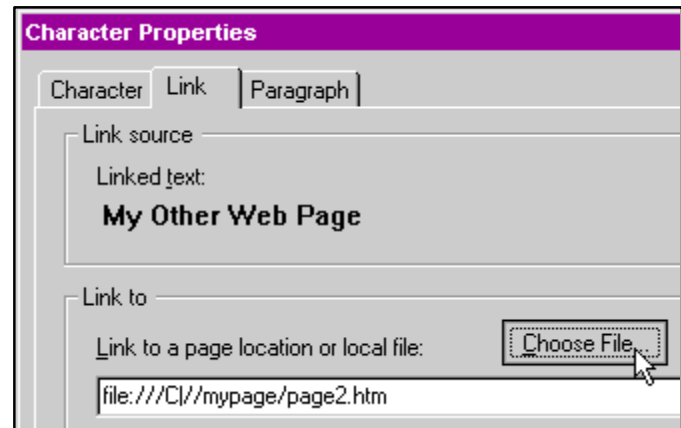 Character Properties
Character Link Paragraph
Link source
Linked text:
My Other Web Page
Link to
Link to a page location or local file:
Choose File...
file:///C|//mypage/page2.htm